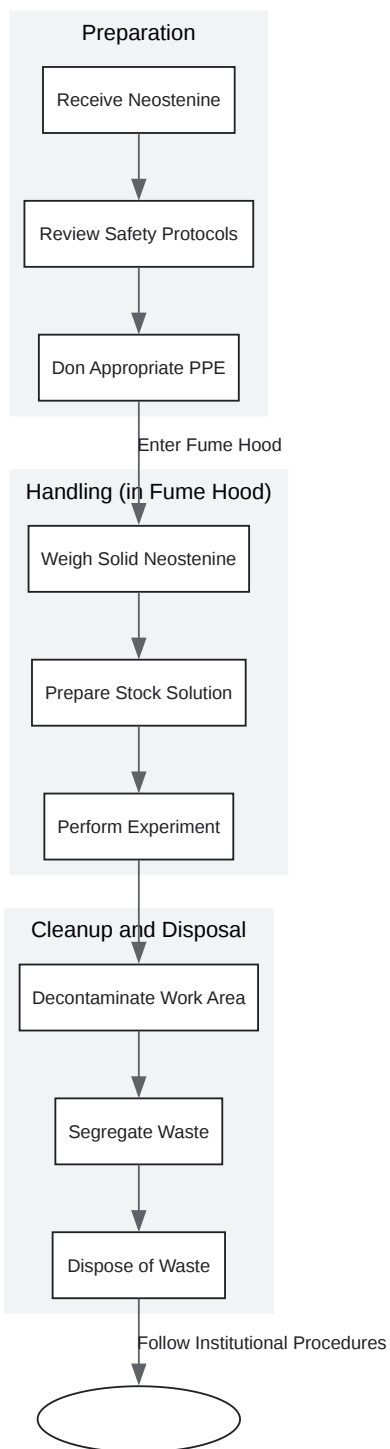 Preparation
Receive Neostenine
Review Safety Protocols
Don Appropriate PPE
Enter Fume Hood
Handling (in Fume Hood)
Weigh Solid Neostenine
Prepare Stock Solution
Perform Experiment
Cleanup and Disposal
Decontaminate Work Area
Segregate Waste
Dispose of Waste
Follow Institutional Procedures